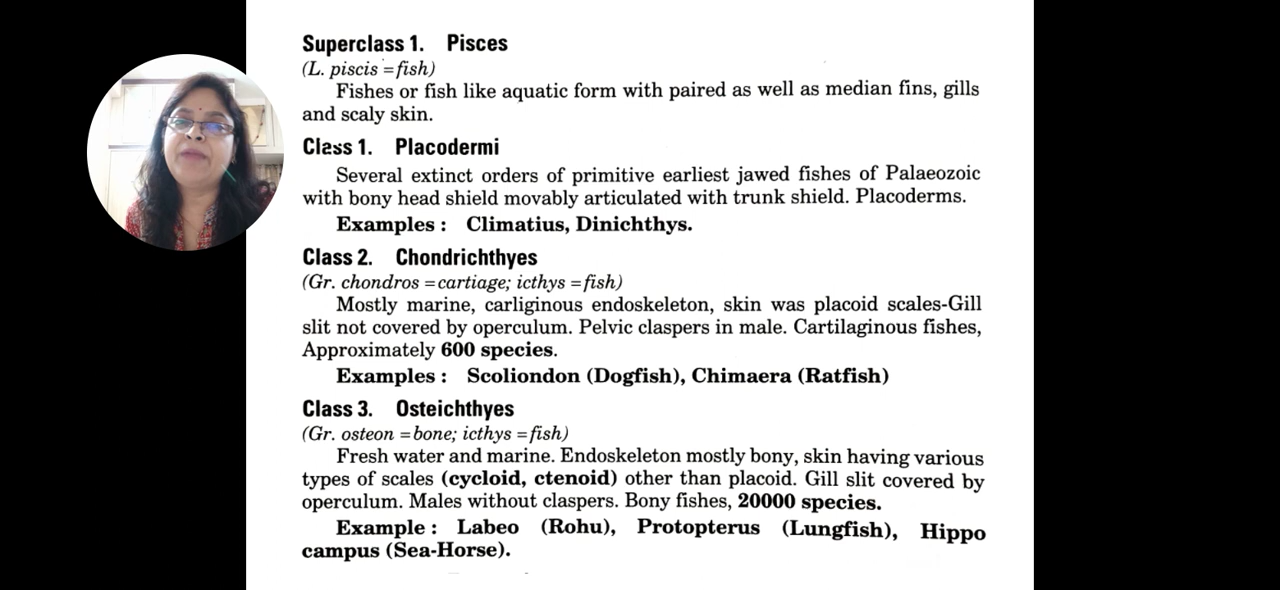 Superclass 1. Pisces
(L. piscis = fish)
Fishes or fish like aquatic form with paired as well as median fins, gills
and scaly skin.
Class 1. Placodermi
Several extinct orders of primitive earliest jawed fishes of Palaeozoic
with bony head shield movably articulated with trunk shield. Placoderms.
Examples : Climatius, Dinichthys.
Class 2. Chondrichthyes
(Gr. chondros = cartiage; icthys = fish)
Mostly marine, carliginous endoskeleton, skin was placoid scales-Gill
slit not covered by operculum. Pelvic claspers in male. Cartilaginous fishes,
Approximately 600 species.
Examples : Scoliondon (Dogfish), Chimaera (Ratfish)
Class 3. Osteichthyes
(Gr. osteon = bone; icthys = fish)
Fresh water and marine. Endoskeleton mostly bony, skin having various
types of scales (cycloid, ctenoid) other than placoid. Gill slit covered by
operculum. Males without claspers. Bony fishes, 20000 species.
Example : Labeo (Rohu), Protopterus (Lungfish), Hippo
campus (Sea-Horse).